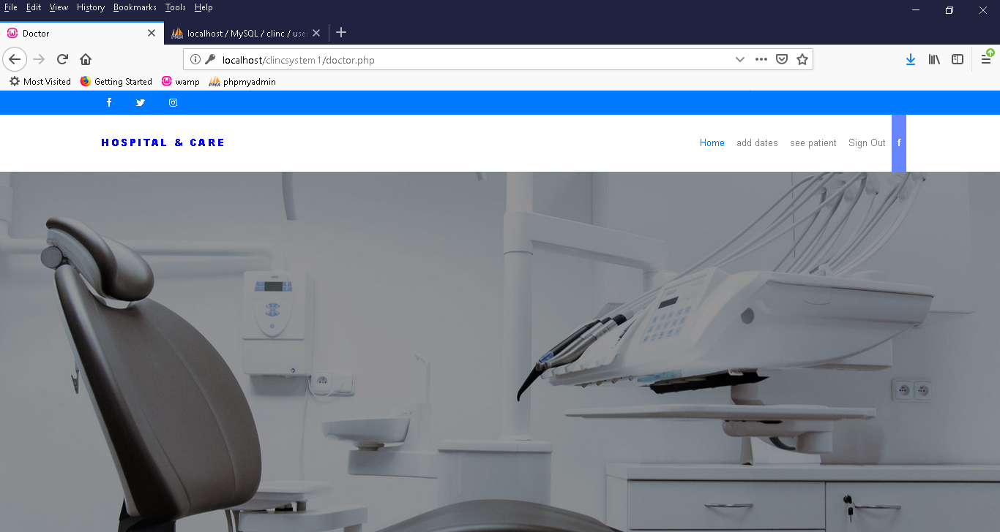 File Edit View History Bookmarks Tools Help
Doctor
localhost / MySQL / clinc / use
localhost/clincsystem1/doctor.php
Most Visited Getting Started wamp phpmyadmin
HOSPITAL & CARE
Home add dates see patient Sign Out f